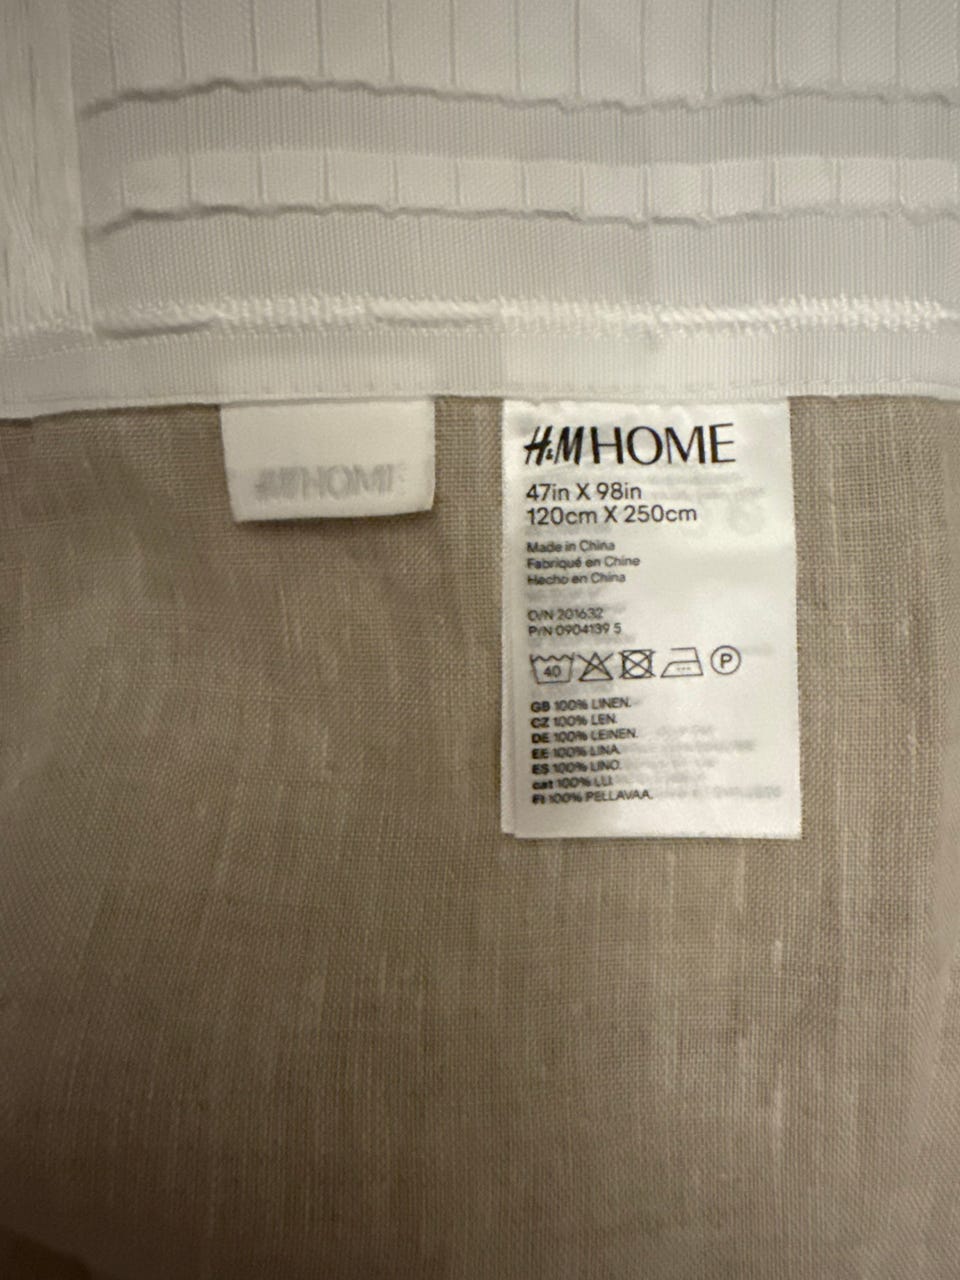 H&M HOME
H&M HOME
47in X 98in
120cm X 250cm
Made in China
Fabriqué en Chine
Hecho en China
O/N 201632
P/N 0904139 5
40 P
GB 100% LINEN.
CZ 100% LEN.
DE 100% LEINEN.
EE 100% LINA.
ES 100% LINO.
cat 100% LLI.
FI 100% PELLAVAA.